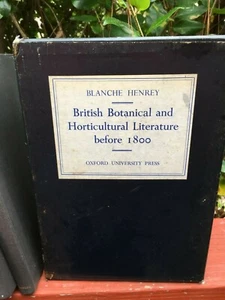 BLANCHE HENREY
British Botanical and
Horticultural Literature
before 1800
OXFORD UNIVERSITY PRESS